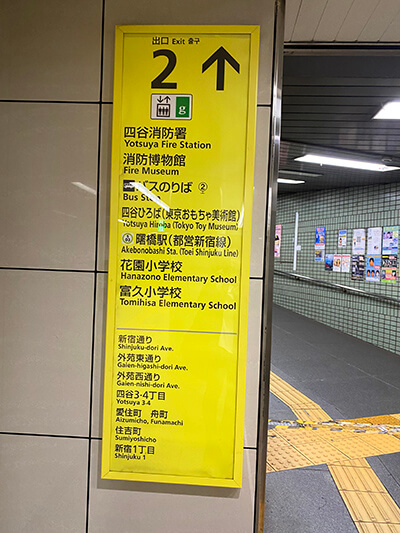 出口 Exit 출구
2
g
四谷消防署
Yotsuya Fire Station
消防博物館
Fire Museum
バスのりば ②
Bus
四谷ひろば(東京おもちゃ美術館)
Yotsuya Hiroba (Tokyo Toy Museum)
曙橋駅(都営新宿線)
Akebonobashi Sta. (Toei Shinjuku Line)
花園小学校
Hanazono Elementary School
富久小学校
Tomihisa Elementary School
新宿通り
Shinjuku-dori Ave.
外苑東通り
Gaien-higashi-dori Ave.
外苑西通り
Gaien-nishi-dori Ave.
四谷3·4丁目
Yotsuya 3·4
愛住町 舟町
Aizumicho, Funamachi
住吉町
Sumiyoshicho
新宿1丁目
Shinjuku 1